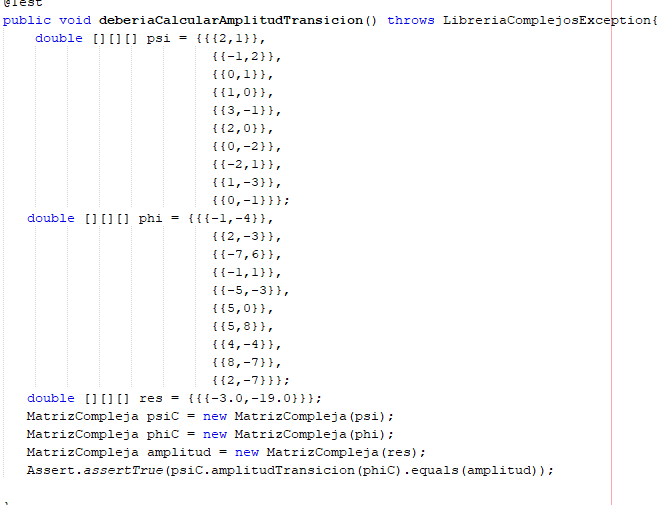 @Test
public void deberiaCalcularAmplitudTransicion() throws LibreriaComplejosException{
double [][][] psi = {{{2,1}},
{{-1,2}},
{{0,1}},
{{1,0}},
{{3,-1}},
{{2,0}},
{{0,-2}},
{{-2,1}},
{{1,-3}},
{{0,-1}}};
double [][][] phi = {{{-1,-4}},
{{2,-3}},
{{-7,6}},
{{-1,1}},
{{-5,-3}},
{{5,0}},
{{5,8}},
{{4,-4}},
{{8,-7}},
{{2,-7}}};
double [][][] res = {{{-3.0,-19.0}}};
MatrizCompleja psiC = new MatrizCompleja(psi);
MatrizCompleja phiC = new MatrizCompleja(phi);
MatrizCompleja amplitud = new MatrizCompleja(res);
Assert.assertTrue(psiC.amplitudTransicion(phiC).equals(amplitud));